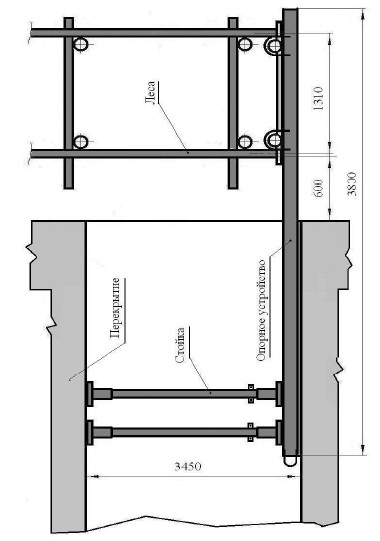 Леса
1310
3800
600
Перекрытие
Стойка
Опорное устройство
3450